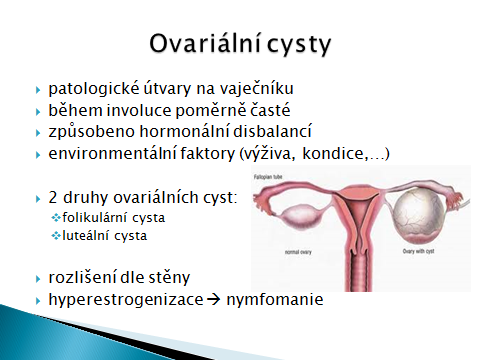 Ovariální cysty
patologické útvary na vaječníku
během involuce poměrně časté
způsobeno hormonální disbalancí
environmentální faktory (výživa, kondice,…)
2 druhy ovariálních cyst:
folikulární cysta
luteální cysta
Fallopian tube
normal ovary
Ovary with cyst
rozlišení dle stěny
hyperestrogenizace → nymfomanie